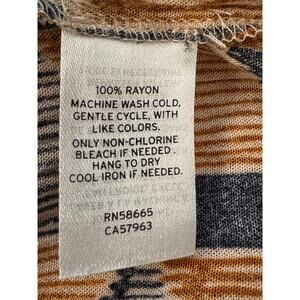 100% RAYON
MACHINE WASH COLD,
GENTLE CYCLE, WITH
LIKE COLORS.
ONLY NON-CHLORINE
BLEACH IF NEEDED .
HANG TO DRY
COOL IRON IF NEEDED.
RN58665
CA57963